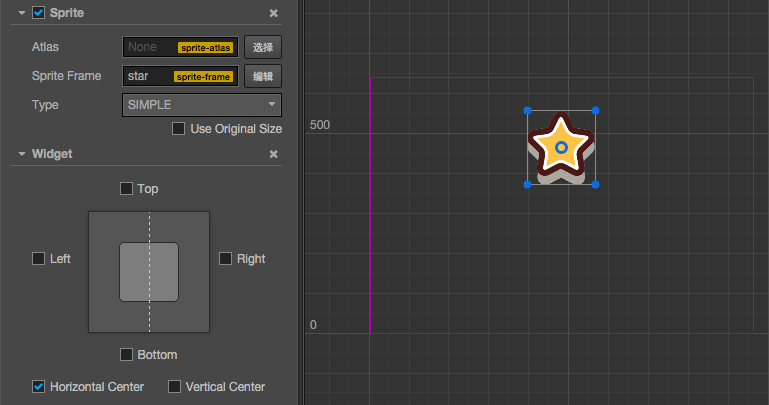 Sprite
Atlas None sprite-atlas 选择
Sprite Frame star sprite-frame 编辑
Type SIMPLE
Use Original Size
Widget
Top
Left Right
Bottom
Horizontal Center Vertical Center
500
0